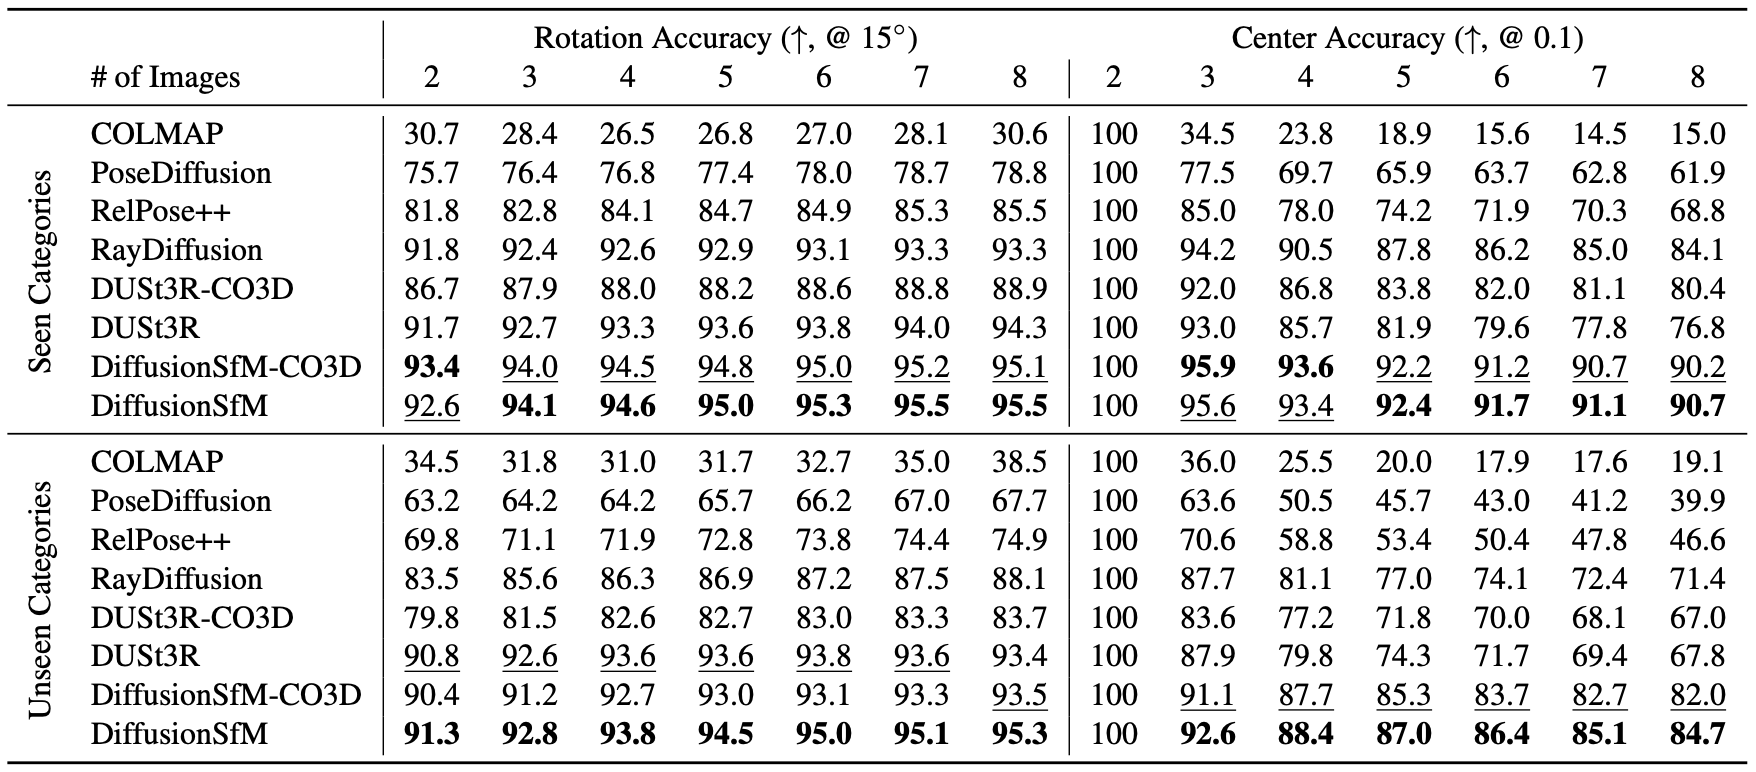 Rotation Accuracy (↑, @ 15°) Center Accuracy (↑, @ 0.1)
# of Images 2 3 4 5 6 7 8 2 3 4 5 6 7 8
Seen Categories
COLMAP 30.7 28.4 26.5 26.8 27.0 28.1 30.6 100 34.5 23.8 18.9 15.6 14.5 15.0
PoseDiffusion 75.7 76.4 76.8 77.4 78.0 78.7 78.8 100 77.5 69.7 65.9 63.7 62.8 61.9
RelPose++ 81.8 82.8 84.1 84.7 84.9 85.3 85.5 100 85.0 78.0 74.2 71.9 70.3 68.8
RayDiffusion 91.8 92.4 92.6 92.9 93.1 93.3 93.3 100 94.2 90.5 87.8 86.2 85.0 84.1
DUSt3R-CO3D 86.7 87.9 88.0 88.2 88.6 88.8 88.9 100 92.0 86.8 83.8 82.0 81.1 80.4
DUSt3R 91.7 92.7 93.3 93.6 93.8 94.0 94.3 100 93.0 85.7 81.9 79.6 77.8 76.8
DiffusionSfM-CO3D 93.4 94.0 94.5 94.8 95.0 95.2 95.1 100 95.9 93.6 92.2 91.2 90.7 90.2
DiffusionSfM 92.6 94.1 94.6 95.0 95.3 95.5 95.5 100 95.6 93.4 92.4 91.7 91.1 90.7
Unseen Categories
COLMAP 34.5 31.8 31.0 31.7 32.7 35.0 38.5 100 36.0 25.5 20.0 17.9 17.6 19.1
PoseDiffusion 63.2 64.2 64.2 65.7 66.2 67.0 67.7 100 63.6 50.5 45.7 43.0 41.2 39.9
RelPose++ 69.8 71.1 71.9 72.8 73.8 74.4 74.9 100 70.6 58.8 53.4 50.4 47.8 46.6
RayDiffusion 83.5 85.6 86.3 86.9 87.2 87.5 88.1 100 87.7 81.1 77.0 74.1 72.4 71.4
DUSt3R-CO3D 79.8 81.5 82.6 82.7 83.0 83.3 83.7 100 83.6 77.2 71.8 70.0 68.1 67.0
DUSt3R 90.8 92.6 93.6 93.6 93.8 93.6 93.4 100 87.9 79.8 74.3 71.7 69.4 67.8
DiffusionSfM-CO3D 90.4 91.2 92.7 93.0 93.1 93.3 93.5 100 91.1 87.7 85.3 83.7 82.7 82.0
DiffusionSfM 91.3 92.8 93.8 94.5 95.0 95.1 95.3 100 92.6 88.4 87.0 86.4 85.1 84.7